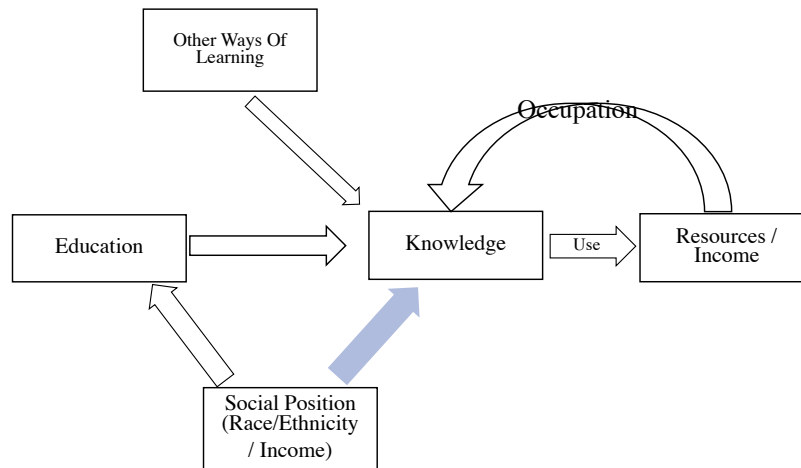 Other Ways Of
Learning
Occupation
Education
Knowledge
Use
Resources /
Income
Social Position
(Race/Ethnicity
/ Income)